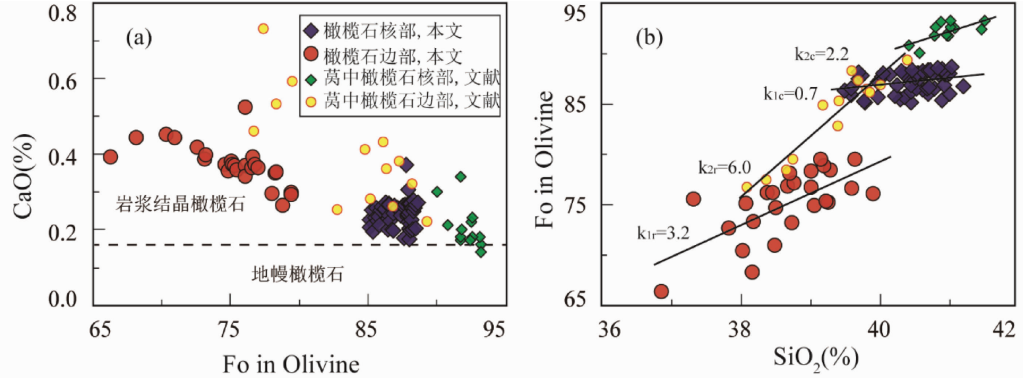 0.8
0.6
0.4
0.2
0.0
CaO(%)
(a)
橄榄石核部, 本文
橄榄石边部, 本文
莴中橄榄石核部, 文献
莴中橄榄石边部, 文献
岩浆结晶橄榄石
地幔橄榄石
65
75
85
95
Fo in Olivine
95
85
75
65
Fo in Olivine
(b)
k2c=2.2
k1c=0.7
k2r=6.0
k1r=3.2
36
38
40
42
SiO2(%)